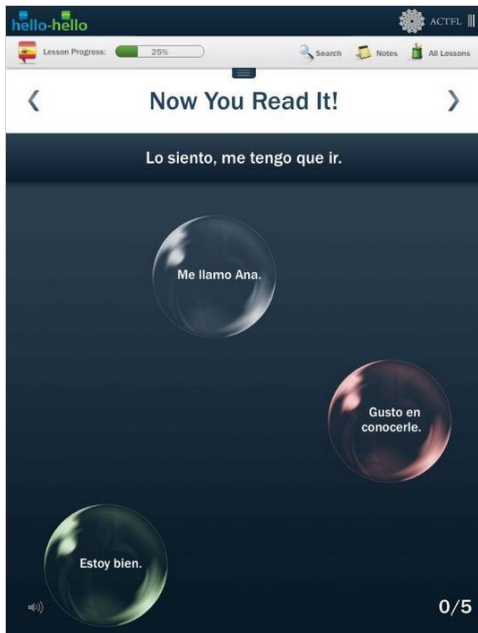 hello-hello
ACTFL
Lesson Progress: 25%
Search
Notes
All Lessons
Now You Read It!
Lo siento, me tengo que ir.
Me llamo Ana.
Gusto en
conocerle.
Estoy bien.
0/5